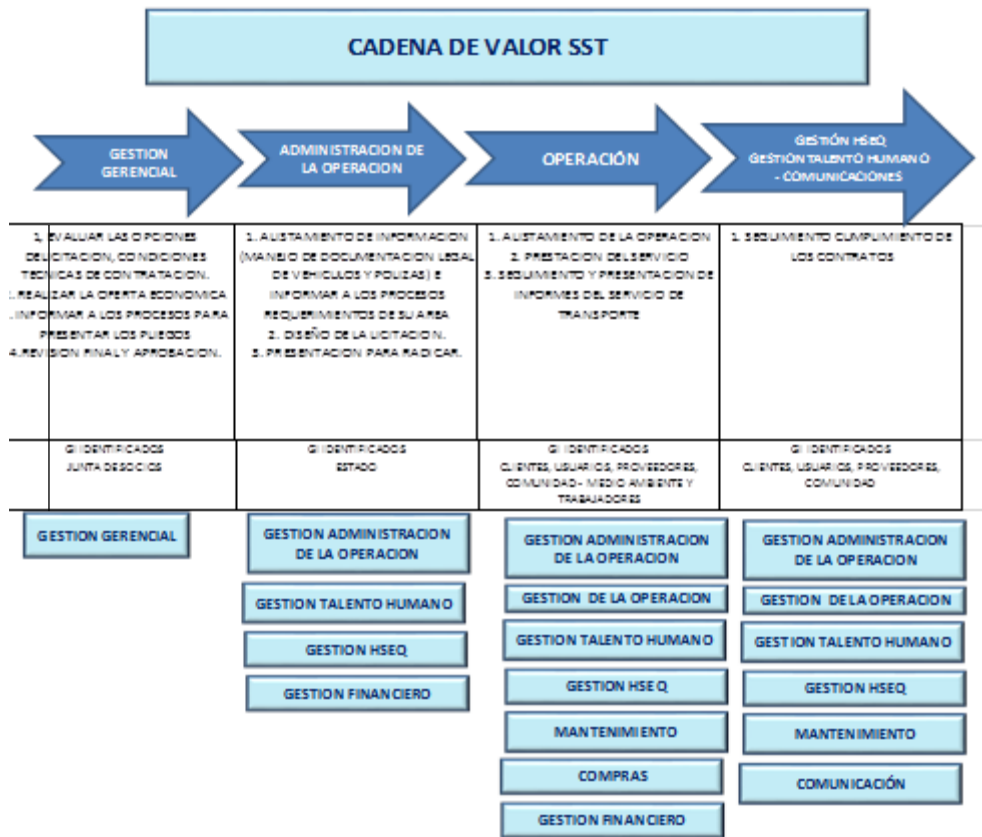 CADENA DE VALOR SST
GESTION
GERENCIAL
ADMINISTRACION DE
LA OPERACION
OPERACIÓN
GESTIÓN HSEQ
GESTIÓN TALENTO HUMANO
- COMUNICACIONES
1, EVALUAR LAS OPCIONES
DE LICITACION, CONDICIONES
TECNICAS DE CONTRATACION.
. REALIZAR LA OFERTA ECONOMICA
. INFORMAR A LOS PROCESOS PARA
PRESENTAR LOS PLIEGOS
4.REVISION FINAL Y APROBACION.
1. ALISTAMIENTO DE INFORMACION
(MANEJO DE DOCUMENTACION LEGAL
DE VEHICULOS Y POLIZAS) E
INFORMAR A LOS PROCESOS
REQUERIMIENTOS DE SU AREA
2. DISEÑO DE LA LICITACION.
3. PRESENTACION PARA RADICAR.
1. ALISTAMIENTO DE LA OPERACION
2. PRESTACION DEL SERVICIO
3. SEGUIMIENTO Y PRESENTACION DE
INFORMES DEL SERVICIO DE
TRANSPORTE
1. SEGUIMIENTO CUMPLIMIENTO DE
LOS CONTRATOS
GI IDENTIFICADOS
JUNTA DE SOCIOS
GI IDENTIFICADOS
ESTADO
GI IDENTIFICADOS
CLIENTES, USUARIOS, PROVEEDORES,
COMUNIDAD - MEDIO AMBIENTE Y
TRABAJADORES
GI IDENTIFICADOS
CLIENTES, USUARIOS, PROVEEDORES,
COMUNIDAD
GESTION GERENCIAL
GESTION ADMINISTRACION
DE LA OPERACION
GESTION TALENTO HUMANO
GESTION HSEQ
GESTION FINANCIERO
GESTION ADMINISTRACION
DE LA OPERACION
GESTION DE LA OPERACION
GESTION TALENTO HUMANO
GESTION HSEQ
MANTENIMIENTO
COMPRAS
GESTION FINANCIERO
GESTION ADMINISTRACION
DE LA OPERACION
GESTION DE LA OPERACION
GESTION TALENTO HUMANO
GESTION HSEQ
MANTENIMIENTO
COMUNICACIÓN